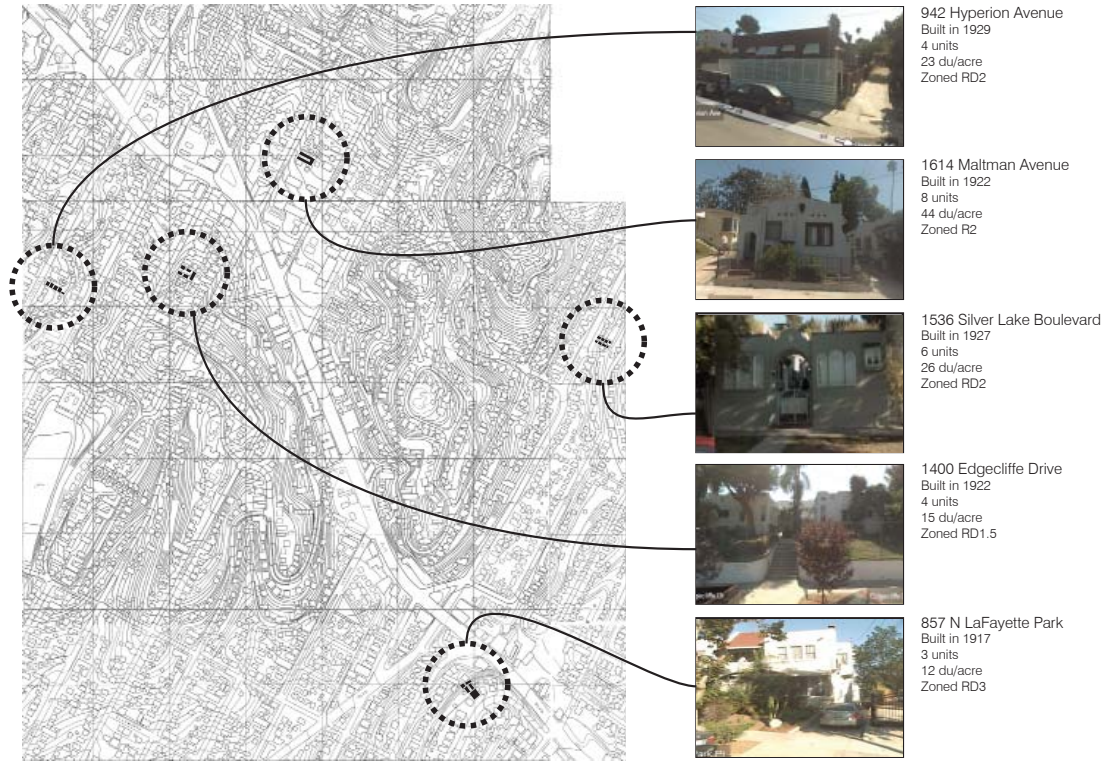 942 Hyperion Avenue
Built in 1929
4 units
23 du/acre
Zoned RD2
1614 Maltman Avenue
Built in 1922
8 units
44 du/acre
Zoned R2
1536 Silver Lake Boulevard
Built in 1927
6 units
26 du/acre
Zoned RD2
1400 Edgecliffe Drive
Built in 1922
4 units
15 du/acre
Zoned RD1.5
857 N LaFayette Park
Built in 1917
3 units
12 du/acre
Zoned RD3